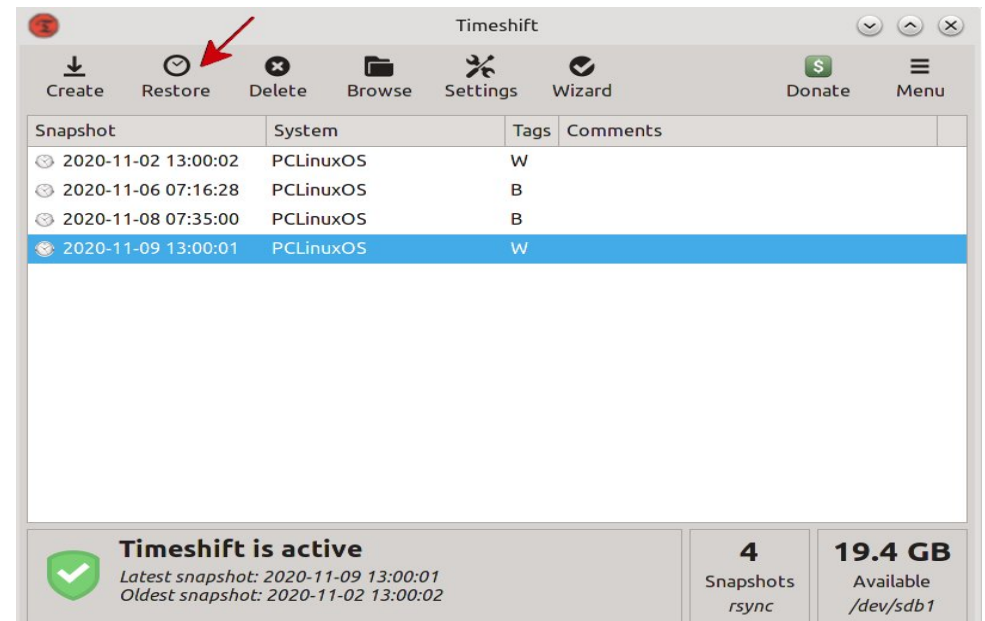 Timeshift
Create Restore Delete Browse Settings Wizard Donate Menu
Snapshot System Tags Comments
2020-11-02 13:00:02 PCLinuxOS W
2020-11-06 07:16:28 PCLinuxOS B
2020-11-08 07:35:00 PCLinuxOS B
2020-11-09 13:00:01 PCLinuxOS W
Timeshift is active
Latest snapshot: 2020-11-09 13:00:01
Oldest snapshot: 2020-11-02 13:00:02
4
Snapshots
rsync
19.4 GB
Available
/dev/sdb1